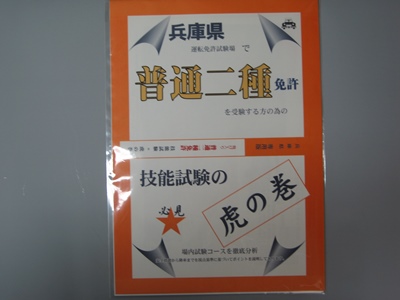 兵庫県
運転免許試験場 で
普通二種 免許
を受験する方の為の
技能試験の
必見
虎の巻
場内試験コースを徹底分析